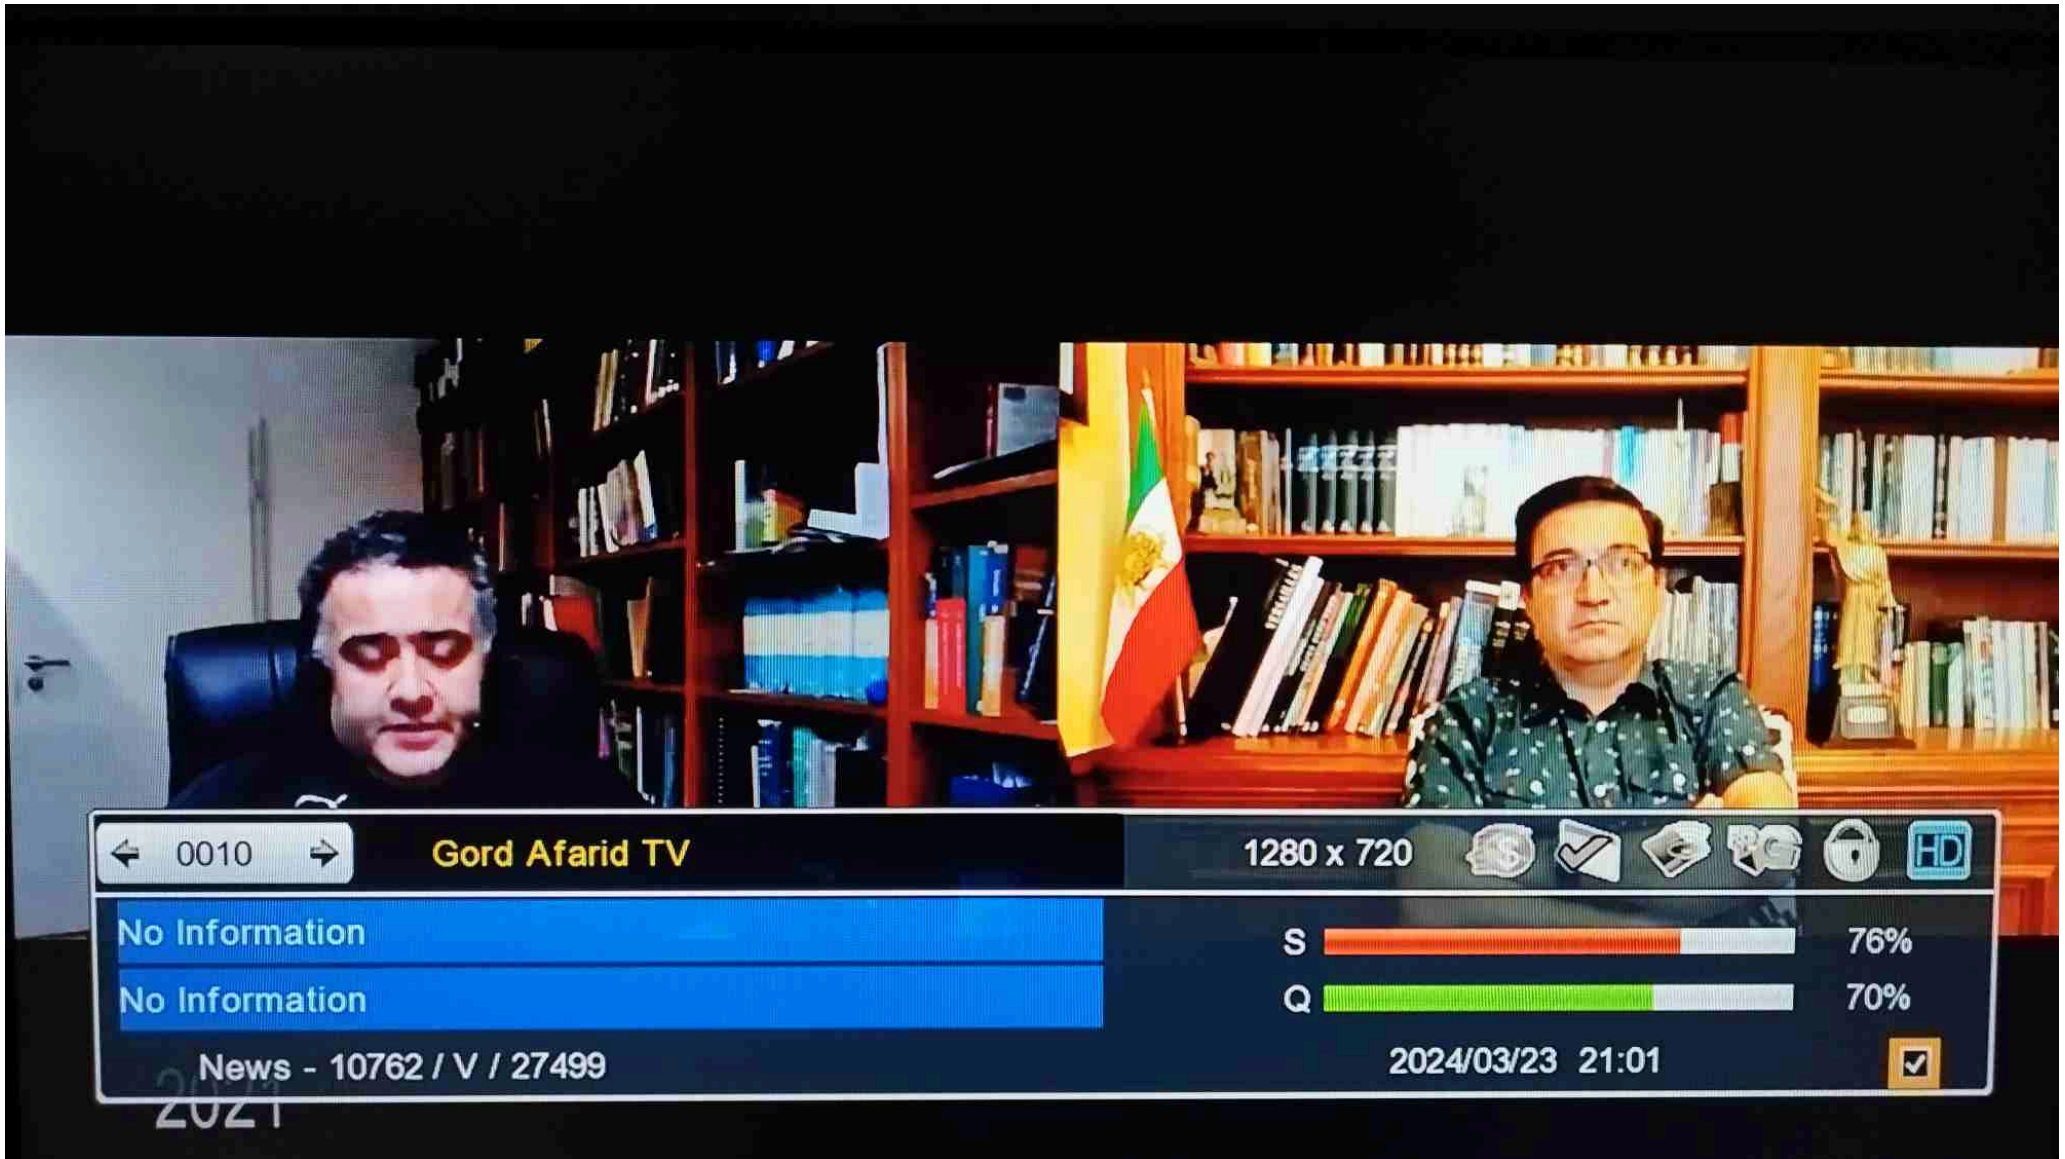 0010
Gord Afarid TV
1280 x 720
HD
No Information
No Information
S 76%
Q 70%
News - 10762 / V / 27499
2024/03/23 21:01
2021